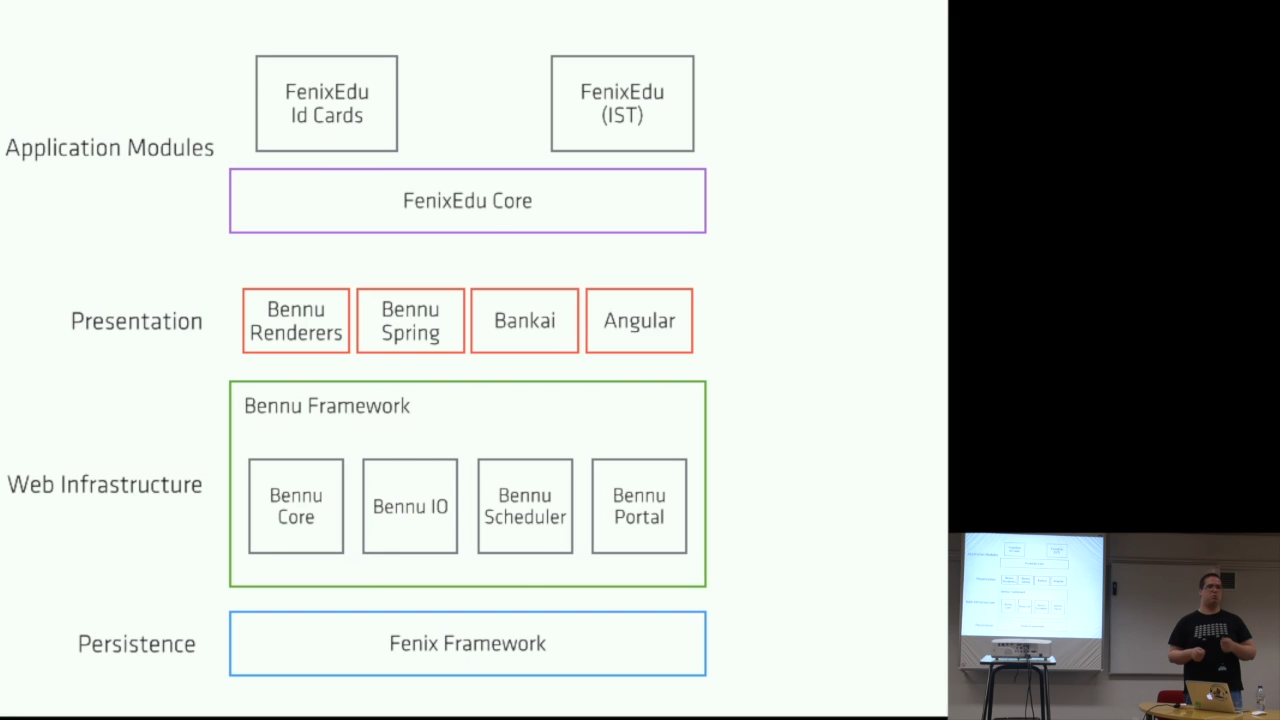 FenixEdu
Id Cards
FenixEdu
(IST)
Application Modules
FenixEdu Core
Presentation
Bennu
Renderers
Bennu
Spring
Bankai
Angular
Bennu Framework
Web Infrastructure
Bennu
Core
Bennu IO
Bennu
Scheduler
Bennu
Portal
Persistence
Fenix Framework